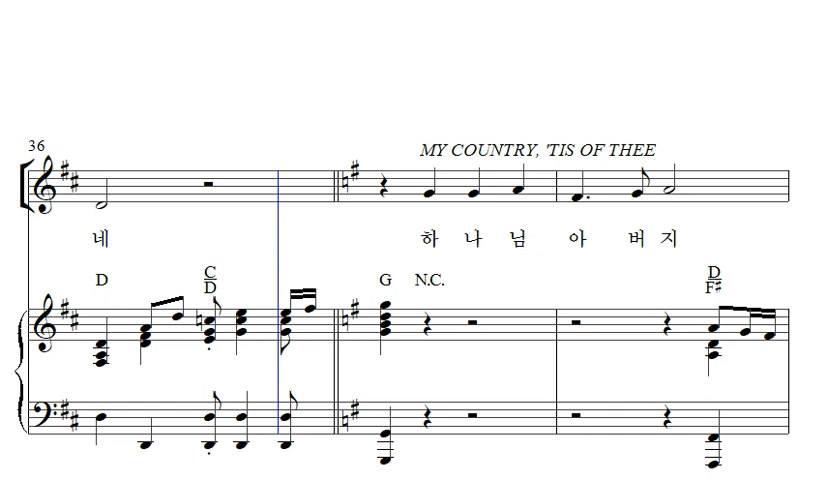 36
MY COUNTRY, 'TIS OF THEE
네 하 나 님 아 버 지
D C/D G N.C. D/F♯